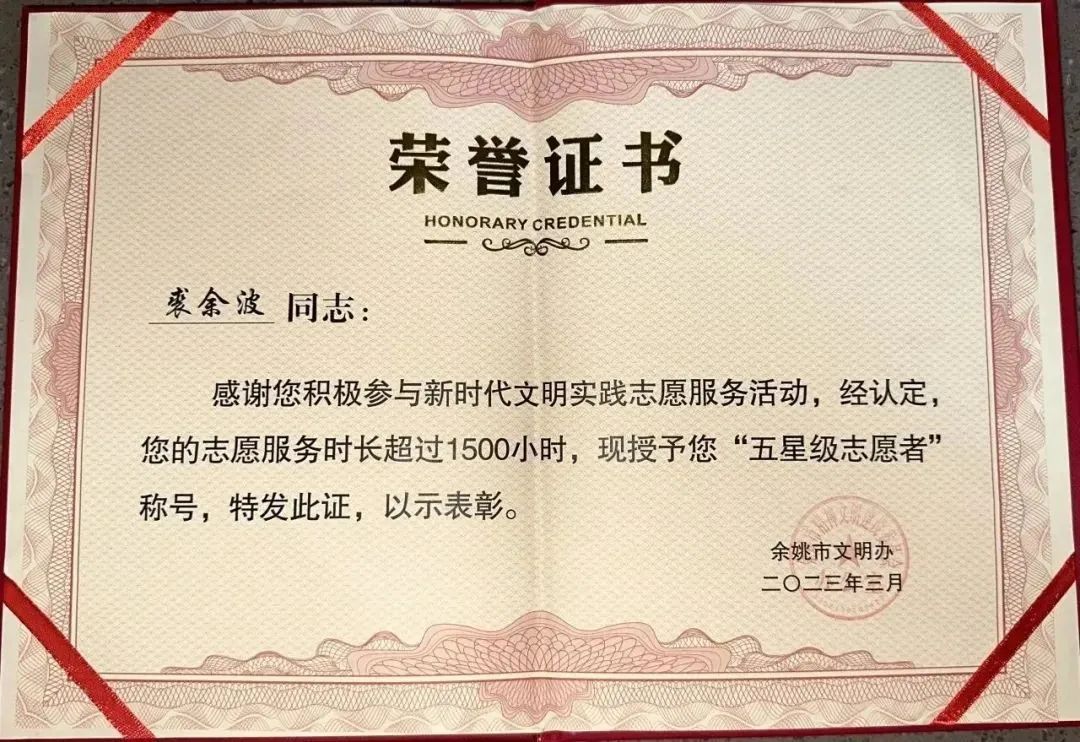 荣誉证书
HONORARY CREDENTIAL
裘余波 同志：
感谢您积极参与新时代文明实践志愿服务活动，经认定，
您的志愿服务时长超过1500小时，现授予您“五星级志愿者”
称号，特发此证，以示表彰。
余姚市文明办
二〇二三年三月